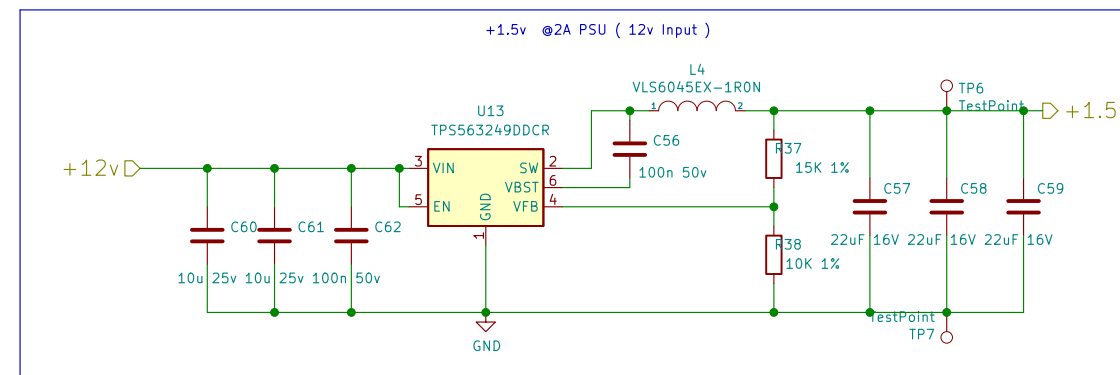 +1.5v @2A PSU ( 12v Input )
L4
VLS6045EX-1R0N
1 2
TP6
TestPoint
+1.5
U13
TPS563249DDCR
C56
100n 50v
R37
15K 1%
+12v
3 VIN SW 2
VBST 6
5 EN VFB 4
GND
1
C57 C58 C59
22uF 16V 22uF 16V 22uF 16V
C60 C61 C62
10u 25v 10u 25v 100n 50v
R38
10K 1%
TestPoint
TP7
GND